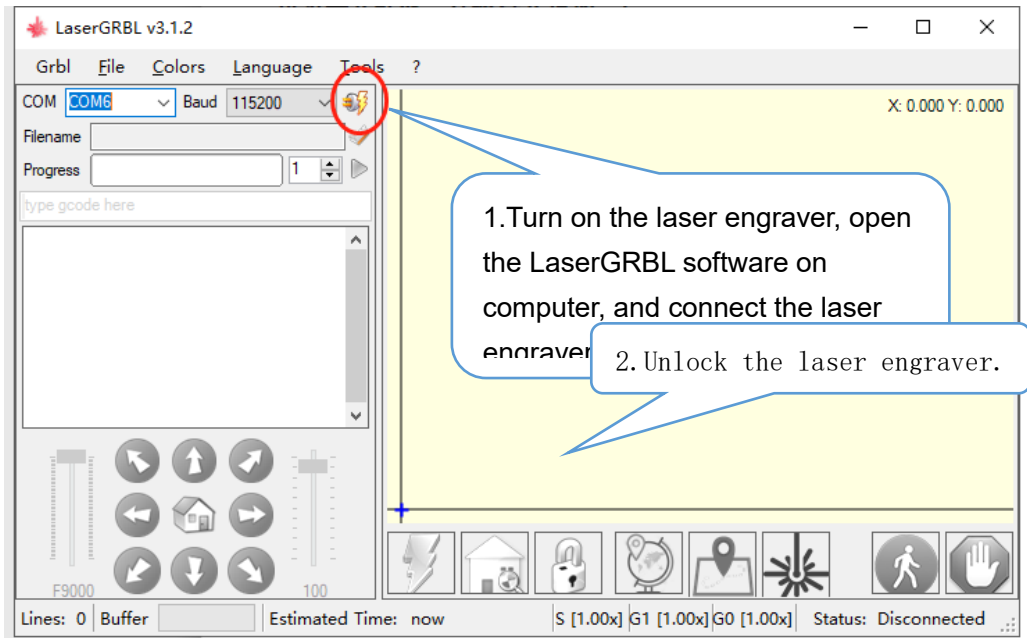 LaserGRBL v3.1.2
Grbl File Colors Language Tools ?
COM COM6 Baud 115200
X: 0.000 Y: 0.000
Filename
Progress 1
type gcode here
1.Turn on the laser engraver, open
the LaserGRBL software on
computer, and connect the laser
engraver
2.Unlock the laser engraver.
F9000 100
Lines: 0 Buffer Estimated Time: now S [1.00x] G1 [1.00x] G0 [1.00x] Status: Disconnected